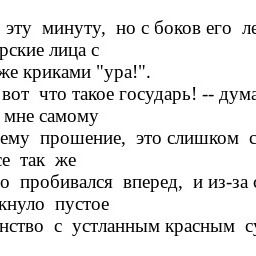 эту минуту, но с боков его ле
рские лица с
же криками "ура!".
вот что такое государь! -- дума
мне самому
ему прошение, это слишком с
се так же
о пробивался вперед, и из-за с
кнуло пустое
нство с устланным красным су